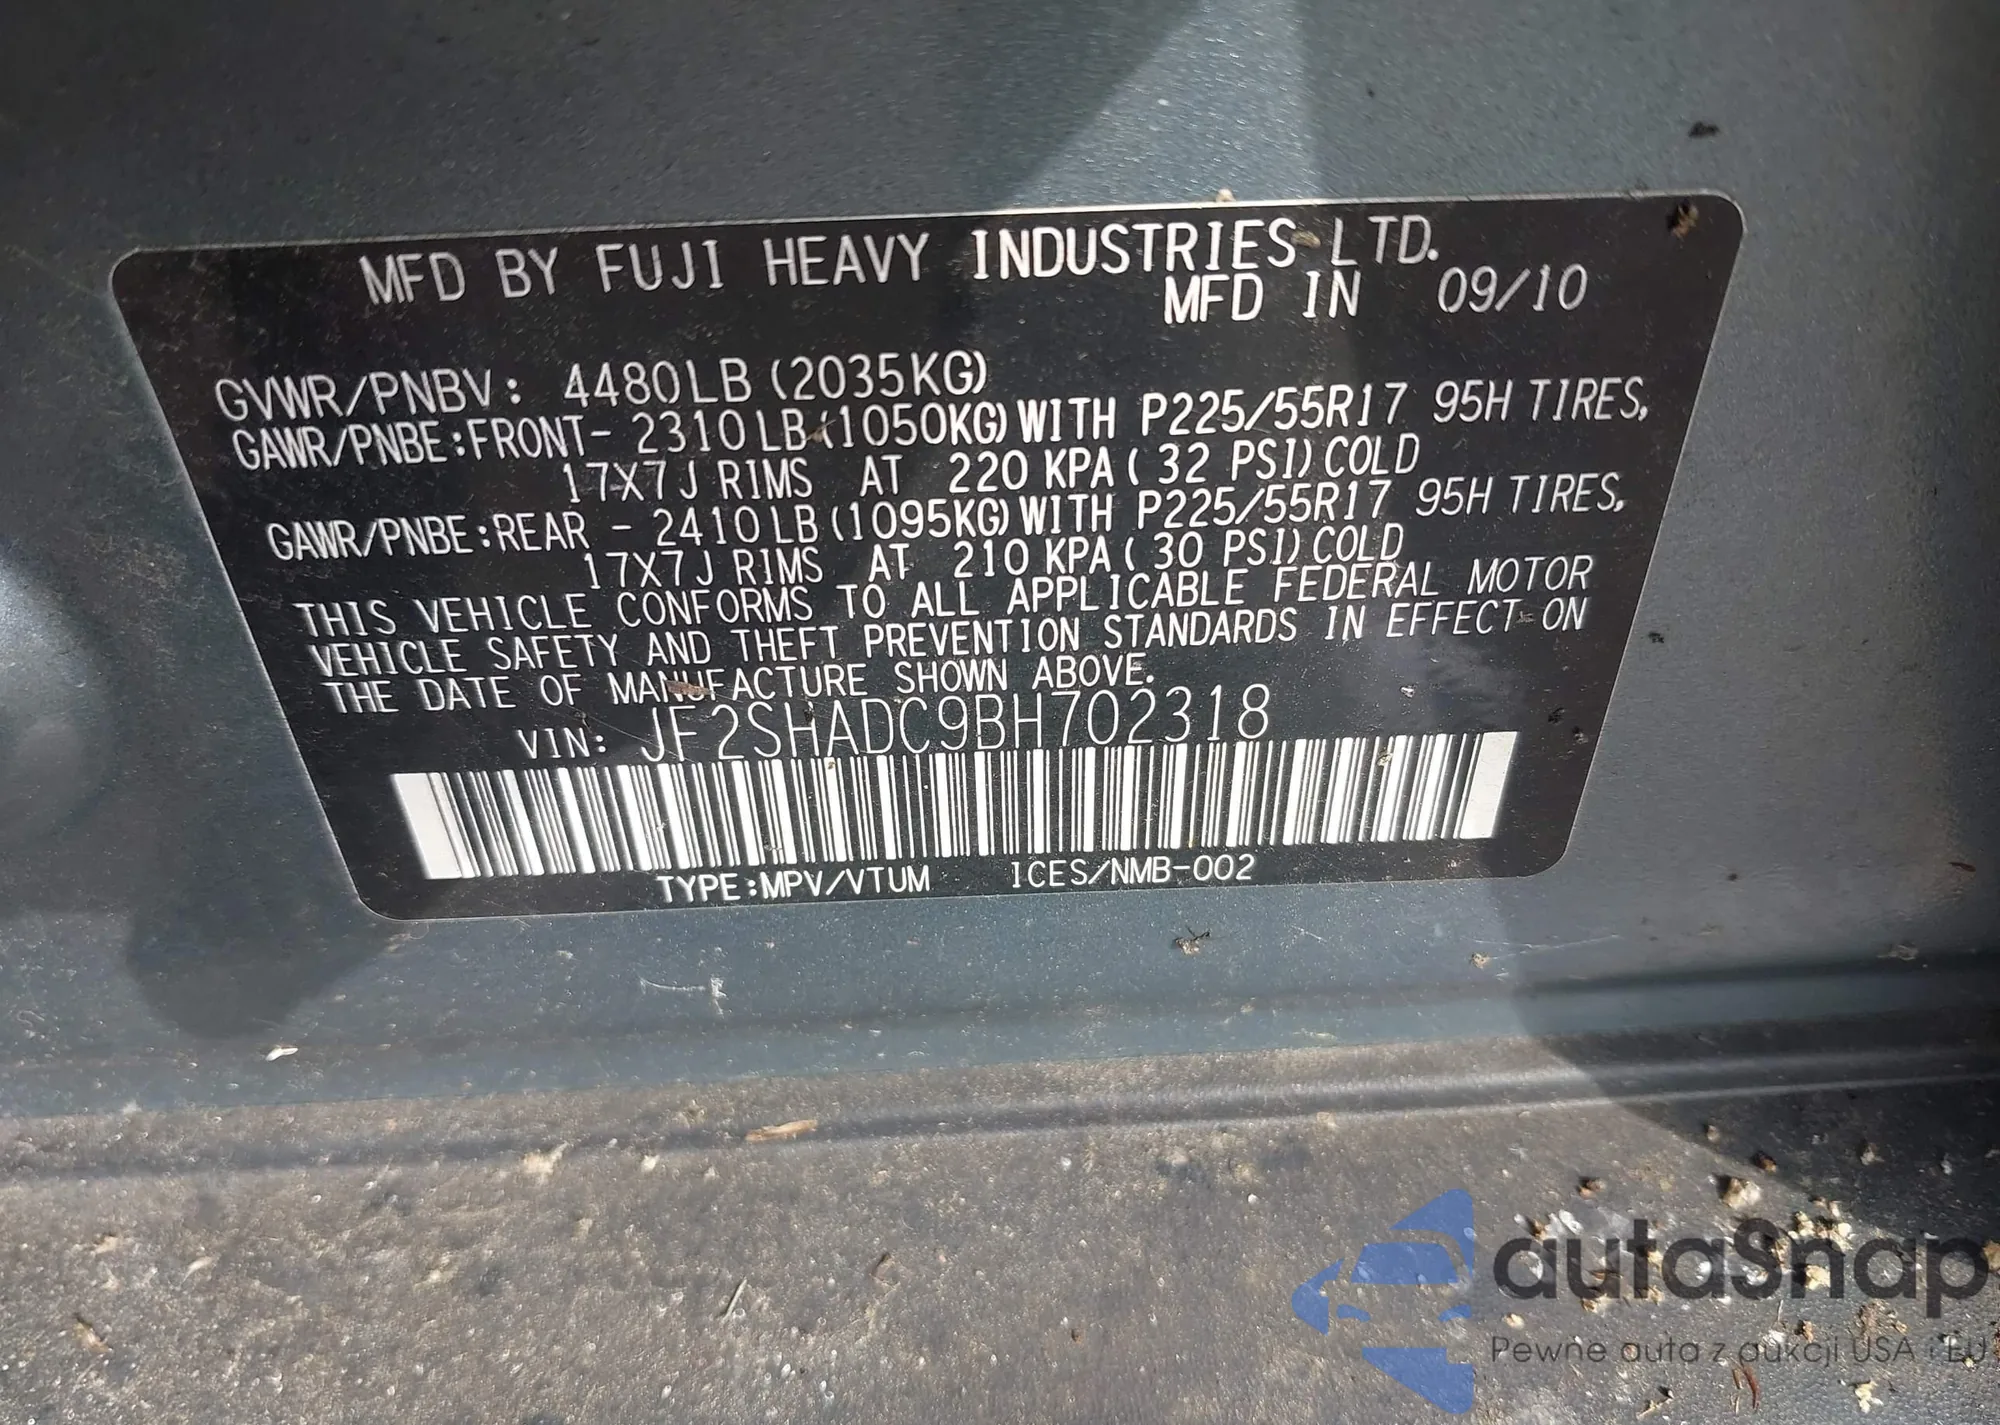 MFD BY FUJI HEAVY INDUSTRIES LTD.
MFD IN 09/10
GVWR/PNBV: 4480LB (2035KG)
GAWR/PNBE:FRONT- 2310LB(1050KG)WITH P225/55R17 95H TIRES,
17X7J RIMS AT 220 KPA( 32 PSI)COLD
GAWR/PNBE:REAR - 2410LB(1095KG)WITH P225/55R17 95H TIRES,
17X7J RIMS AT 210 KPA( 30 PSI)COLD
THIS VEHICLE CONFORMS TO ALL APPLICABLE FEDERAL MOTOR
VEHICLE SAFETY AND THEFT PREVENTION STANDARDS IN EFFECT ON
THE DATE OF MANUFACTURE SHOWN ABOVE.
VIN: JF2SHADC9BH702318
TYPE:MPV/VTUM ICES/NMB-002
autaSnap
Pewne auta z aukcji USA i EU